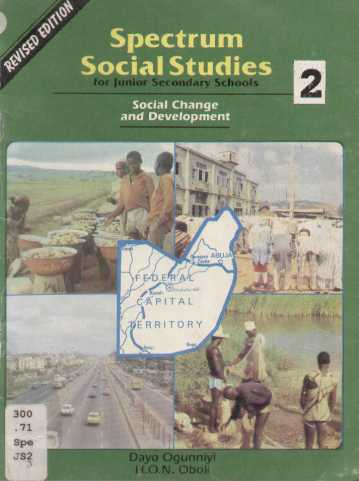 REVISED EDITION
Spectrum
Social Studies
for Junior Secondary Schools
2
Social Change
and Development
ABUJA
FEDERAL
CAPITAL
TERRITORY
300
.71
Spe
JS2
3
Dayo Ogunniyi
H.O.N. Oboli